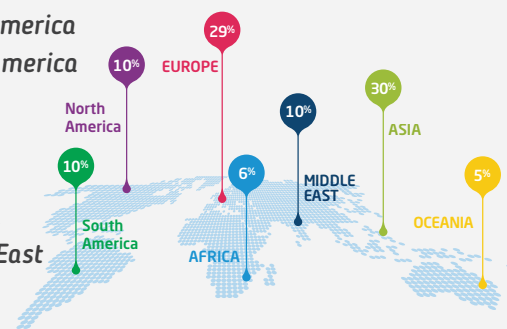 merica
merica
East
10%
North
America
29%
EUROPE
10%
South
America
6%
AFRICA
10%
MIDDLE
EAST
30%
ASIA
5%
OCEANIA